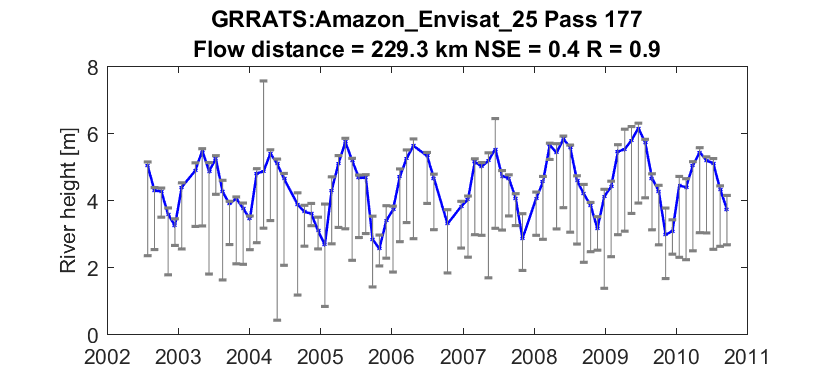 GRRATS:Amazon_Envisat_25 Pass 177
Flow distance = 229.3 km NSE = 0.4 R = 0.9
River height [m]
8
6
4
2
0
2002 2003 2004 2005 2006 2007 2008 2009 2010 2011